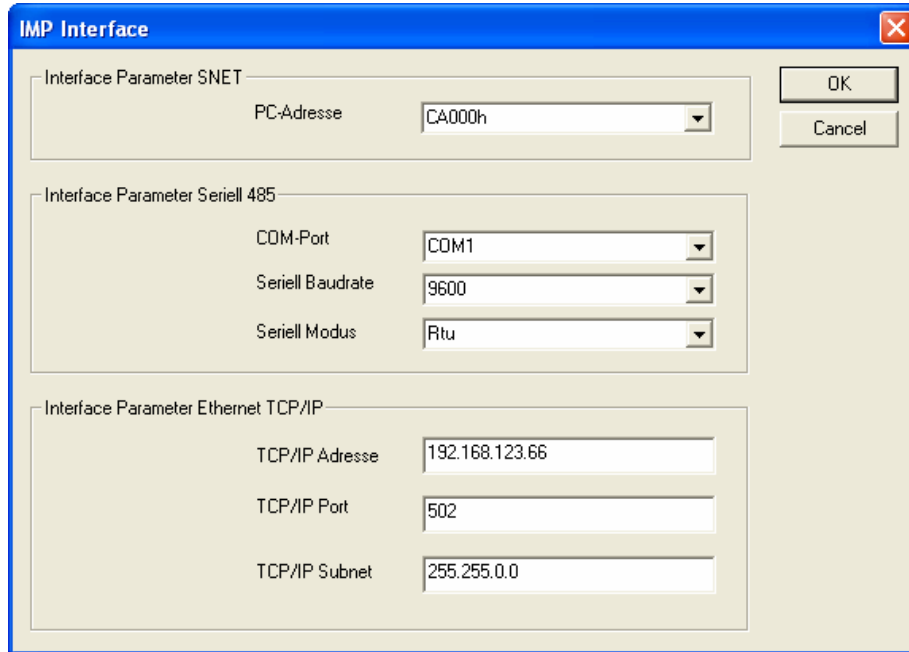 IMP Interface
Interface Parameter SNET
PC-Adresse CA000h
OK
Cancel
Interface Parameter Seriell 485
COM-Port COM1
Seriell Baudrate 9600
Seriell Modus Rtu
Interface Parameter Ethernet TCP/IP
TCP/IP Adresse 192.168.123.66
TCP/IP Port 502
TCP/IP Subnet 255.255.0.0